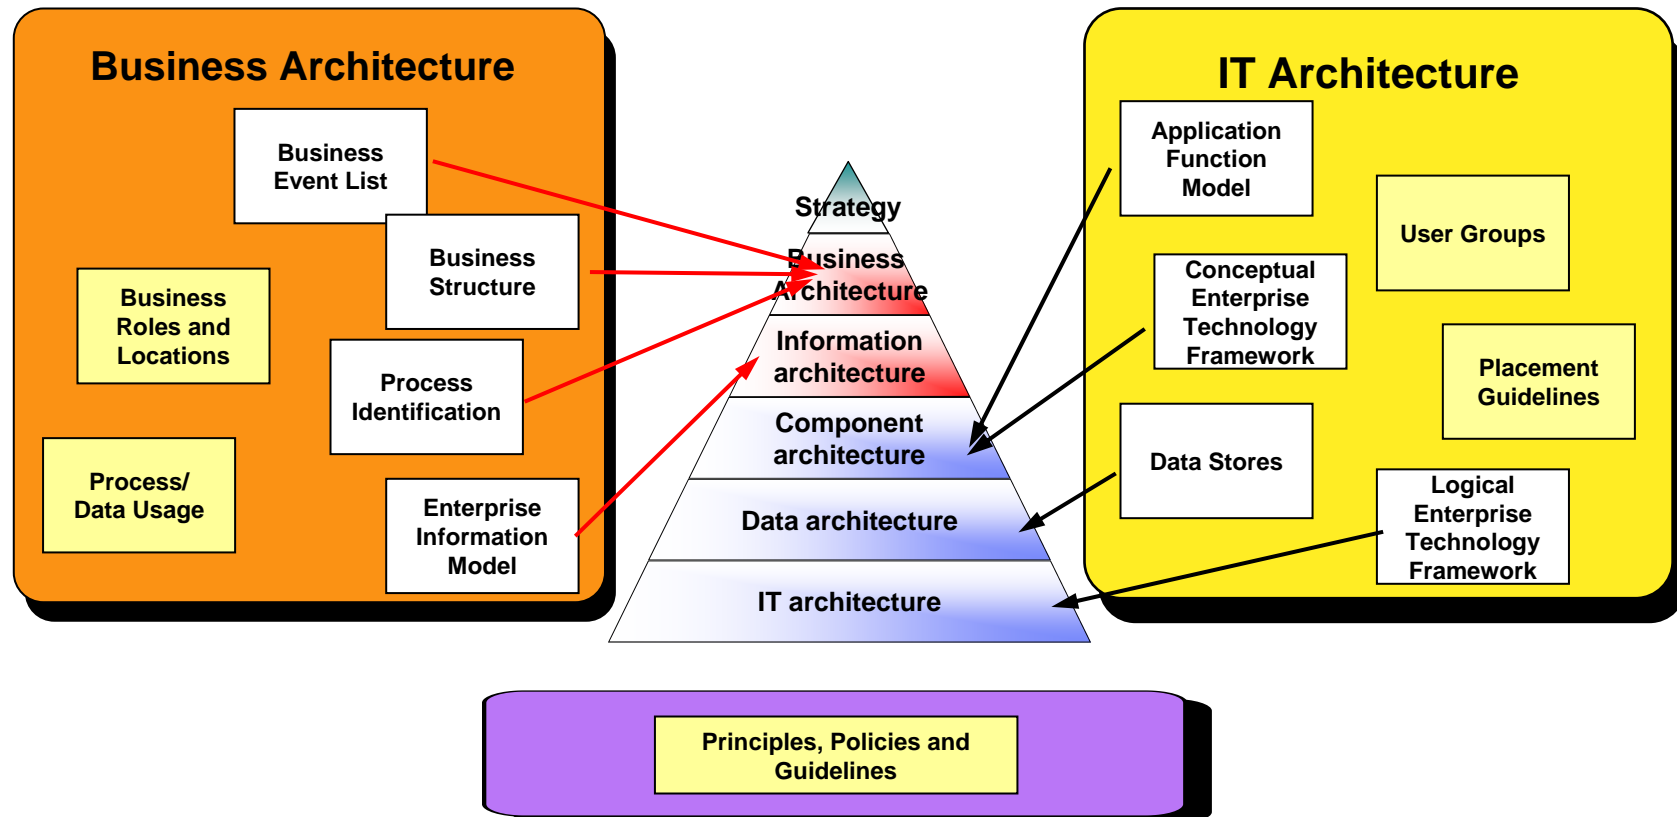 Business Architecture
Business
Event List
Business
Structure
Business
Roles and
Locations
Process
Identification
Process/
Data Usage
Enterprise
Information
Model
Strategy
Business
Architecture
Information
architecture
Component
architecture
Data architecture
IT architecture
IT Architecture
Application
Function
Model
User Groups
Conceptual
Enterprise
Technology
Framework
Placement
Guidelines
Data Stores
Logical
Enterprise
Technology
Framework
Principles, Policies and
Guidelines